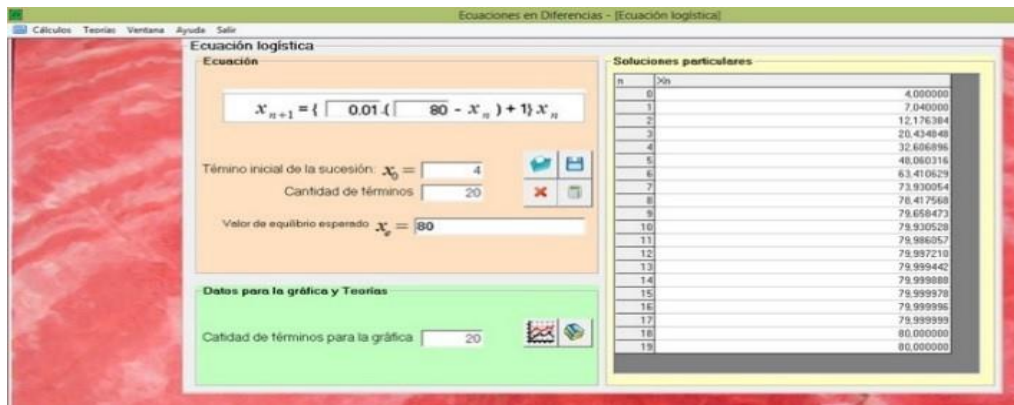 Ecuaciones en Diferencias - [Ecuación logística]
Cálculos Teorías Ventana Ayuda Salir
Ecuación logística
Ecuación
x n+1 = { 0.01 ( 80 - x n ) + 1} x n
Término inicial de la sucesión: x0 = 4
Cantidad de términos 20
Valor de equilibrio esperado xe = 80
Datos para la gráfica y Teorías
Catidad de términos para la gráfica 20
Soluciones particulares
n Xn
0 4,000000
1 7,040000
2 12,176384
3 20,434848
4 32,606896
5 48,060316
6 63,410629
7 73,930054
8 78,417568
9 79,658473
10 79,930528
11 79,986057
12 79,997210
13 79,999442
14 79,999888
15 79,999978
16 79,999996
17 79,999999
18 80,000000
19 80,000000